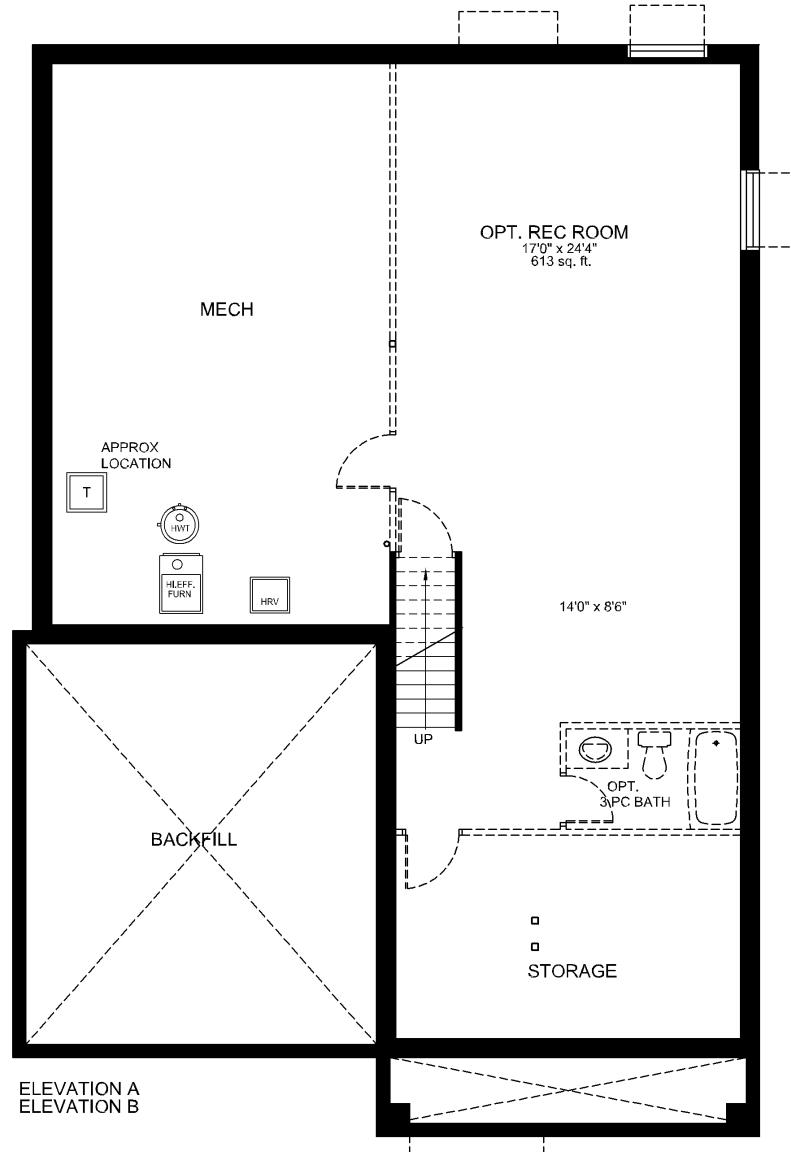 OPT. REC ROOM
17'0" x 24'4"
613 sq. ft.
MECH
APPROX
LOCATION
T
HWT
HI.EFF.
FURN
HRV
14'0" x 8'6"
UP
OPT.
3 PC BATH
BACKFILL
STORAGE
ELEVATION A
ELEVATION B